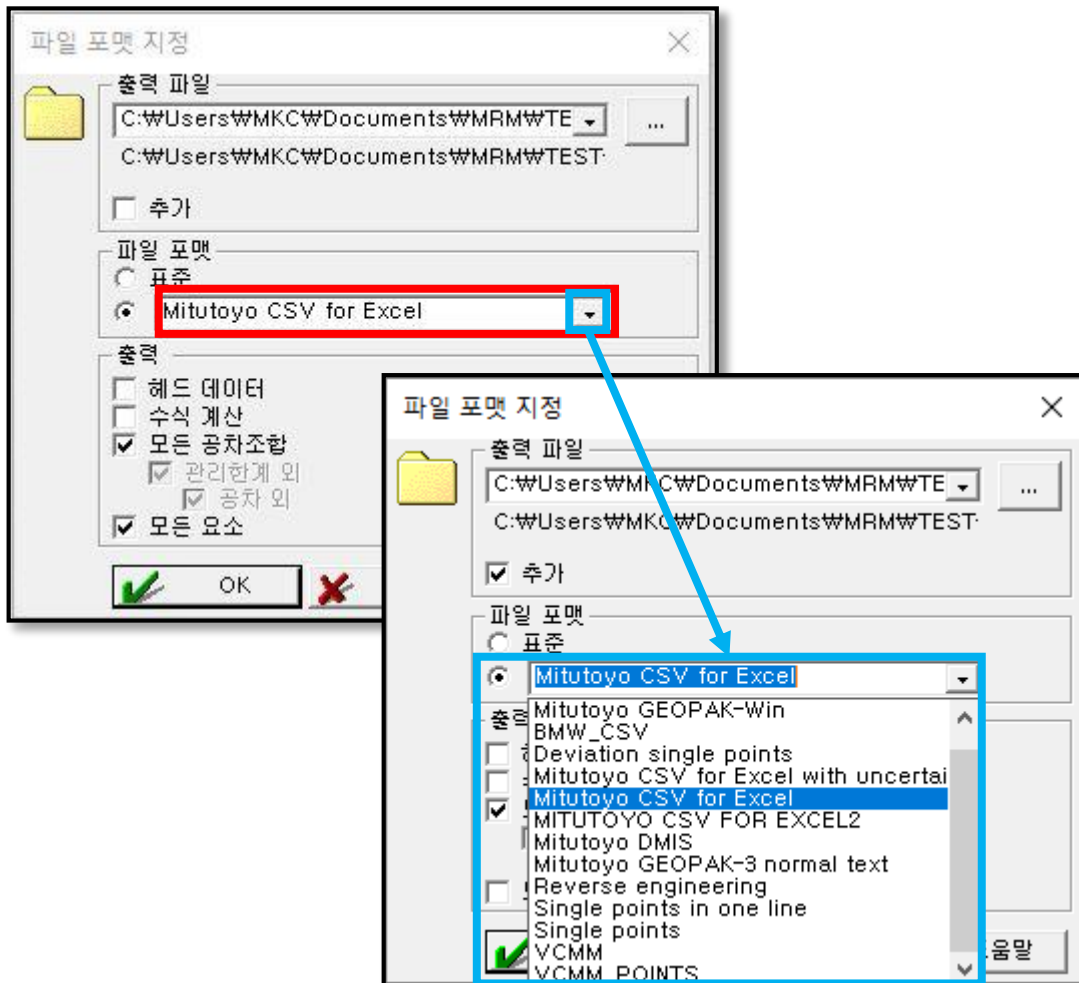 파일 포맷 지정
출력 파일
C:₩Users₩MKC₩Documents₩MRM₩TE
...
C:₩Users₩MKC₩Documents₩MRM₩TEST-
추가
파일 포맷
표준
Mitutoyo CSV for Excel
출력
헤드 데이터
수식 계산
모든 공차조합
관리한계 외
공차 외
모든 요소
OK
파일 포맷 지정
출력 파일
C:₩Users₩MKC₩Documents₩MRM₩TE
...
C:₩Users₩MKC₩Documents₩MRM₩TEST-
추가
파일 포맷
표준
Mitutoyo CSV for Excel
Mitutoyo GEOPAK-Win
BMW_CSV
Deviation single points
Mitutoyo CSV for Excel with uncertai
Mitutoyo CSV for Excel
MITUTOYO CSV FOR EXCEL2
Mitutoyo DMIS
Mitutoyo GEOPAK-3 normal text
Reverse engineering
Single points in one line
Single points
VCMM
VCMM_POINTS
움말